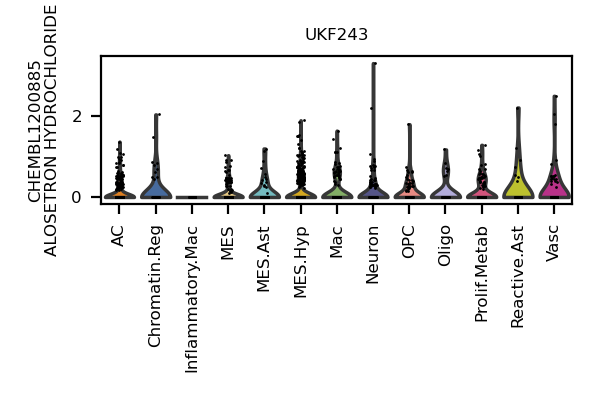 UKF243
CHEMBL1200885
ALOSETRON HYDROCHLORIDE
2
0
AC
Chromatin.Reg
Inflammatory.Mac
MES
MES.Ast
MES.Hyp
Mac
Neuron
OPC
Oligo
Prolif.Metab
Reactive.Ast
Vasc